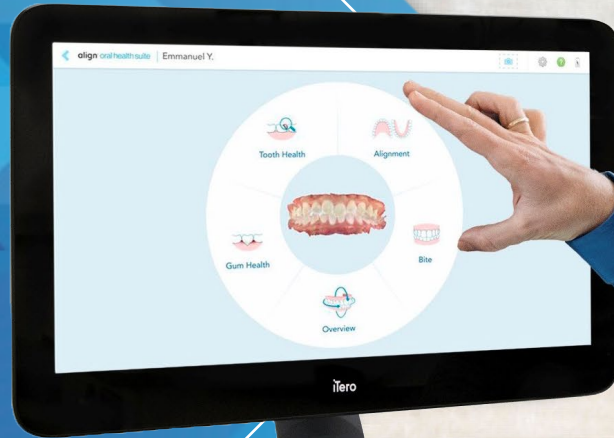 align oral health suite Emmanuel Y.
Tooth Health
Alignment
Gum Health
Bite
Overview
iTero